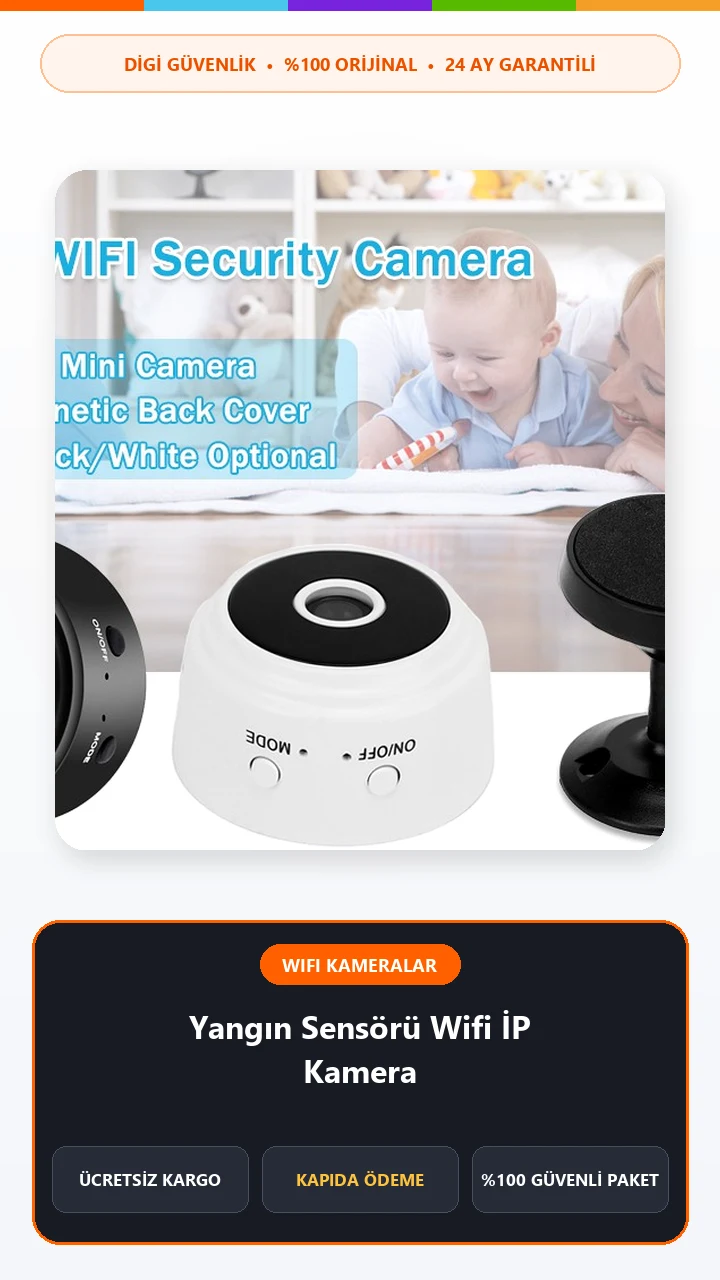 DİGİ GÜVENLİK • %100 ORİJİNAL • 24 AY GARANTİLİ
WIFI Security Camera
Mini Camera
netic Back Cover
ck/White Optional
ON/OFF
MODE
MODE
ON/OFF
WIFI KAMERALAR
Yangın Sensörü Wifi İP
Kamera
ÜCRETSİZ KARGO
KAPIDA ÖDEME
%100 GÜVENLİ PAKET